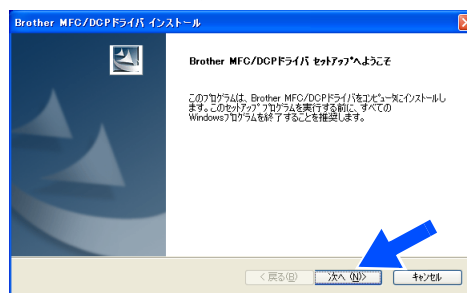 Brother MFC/DCPドライバ インストール
Brother MFC/DCPドライバ セットアップへようこそ
このプログラムは、Brother MFC/DCPドライバをコンピュータにインストールし
ます。このセットアップ プログラムを実行する前に、すべての
Windowsプログラムを終了することを推奨します。
< 戻る(B)
次へ (N)>
キャンセル